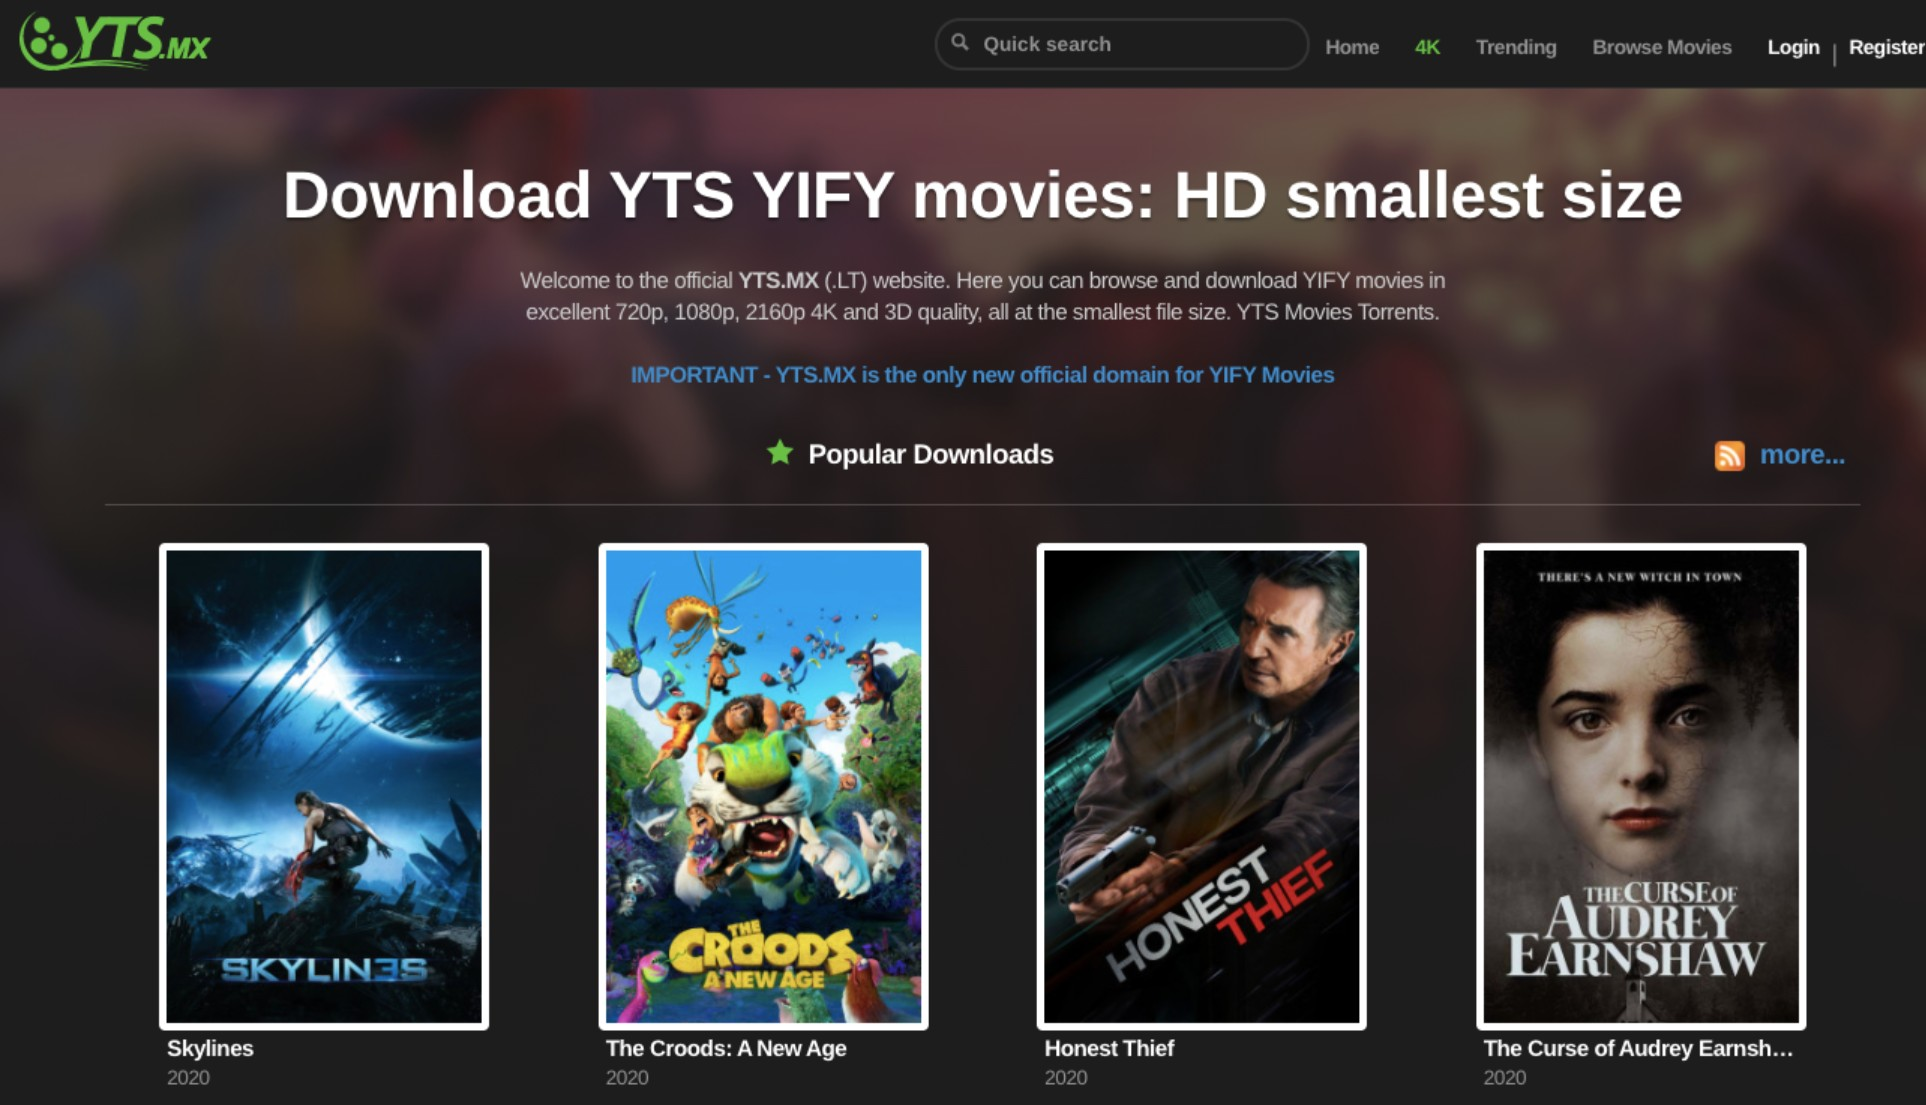 YTS.MX
Quick search
Home 4K Trending Browse Movies Login | Register
Download YTS YIFY movies: HD smallest size
Welcome to the official YTS.MX (.LT) website. Here you can browse and download YIFY movies in
excellent 720p, 1080p, 2160p 4K and 3D quality, all at the smallest file size. YTS Movies Torrents.
IMPORTANT - YTS.MX is the only new official domain for YIFY Movies
Popular Downloads
more...
SKYLIN3S
THE
CROODS
A NEW AGE
HONEST
THIEF
THERE'S A NEW WITCH IN TOWN
THE CURSE OF
AUDREY
EARNSHAW
Skylines
2020
The Croods: A New Age
2020
Honest Thief
2020
The Curse of Audrey Earnsh...
2020